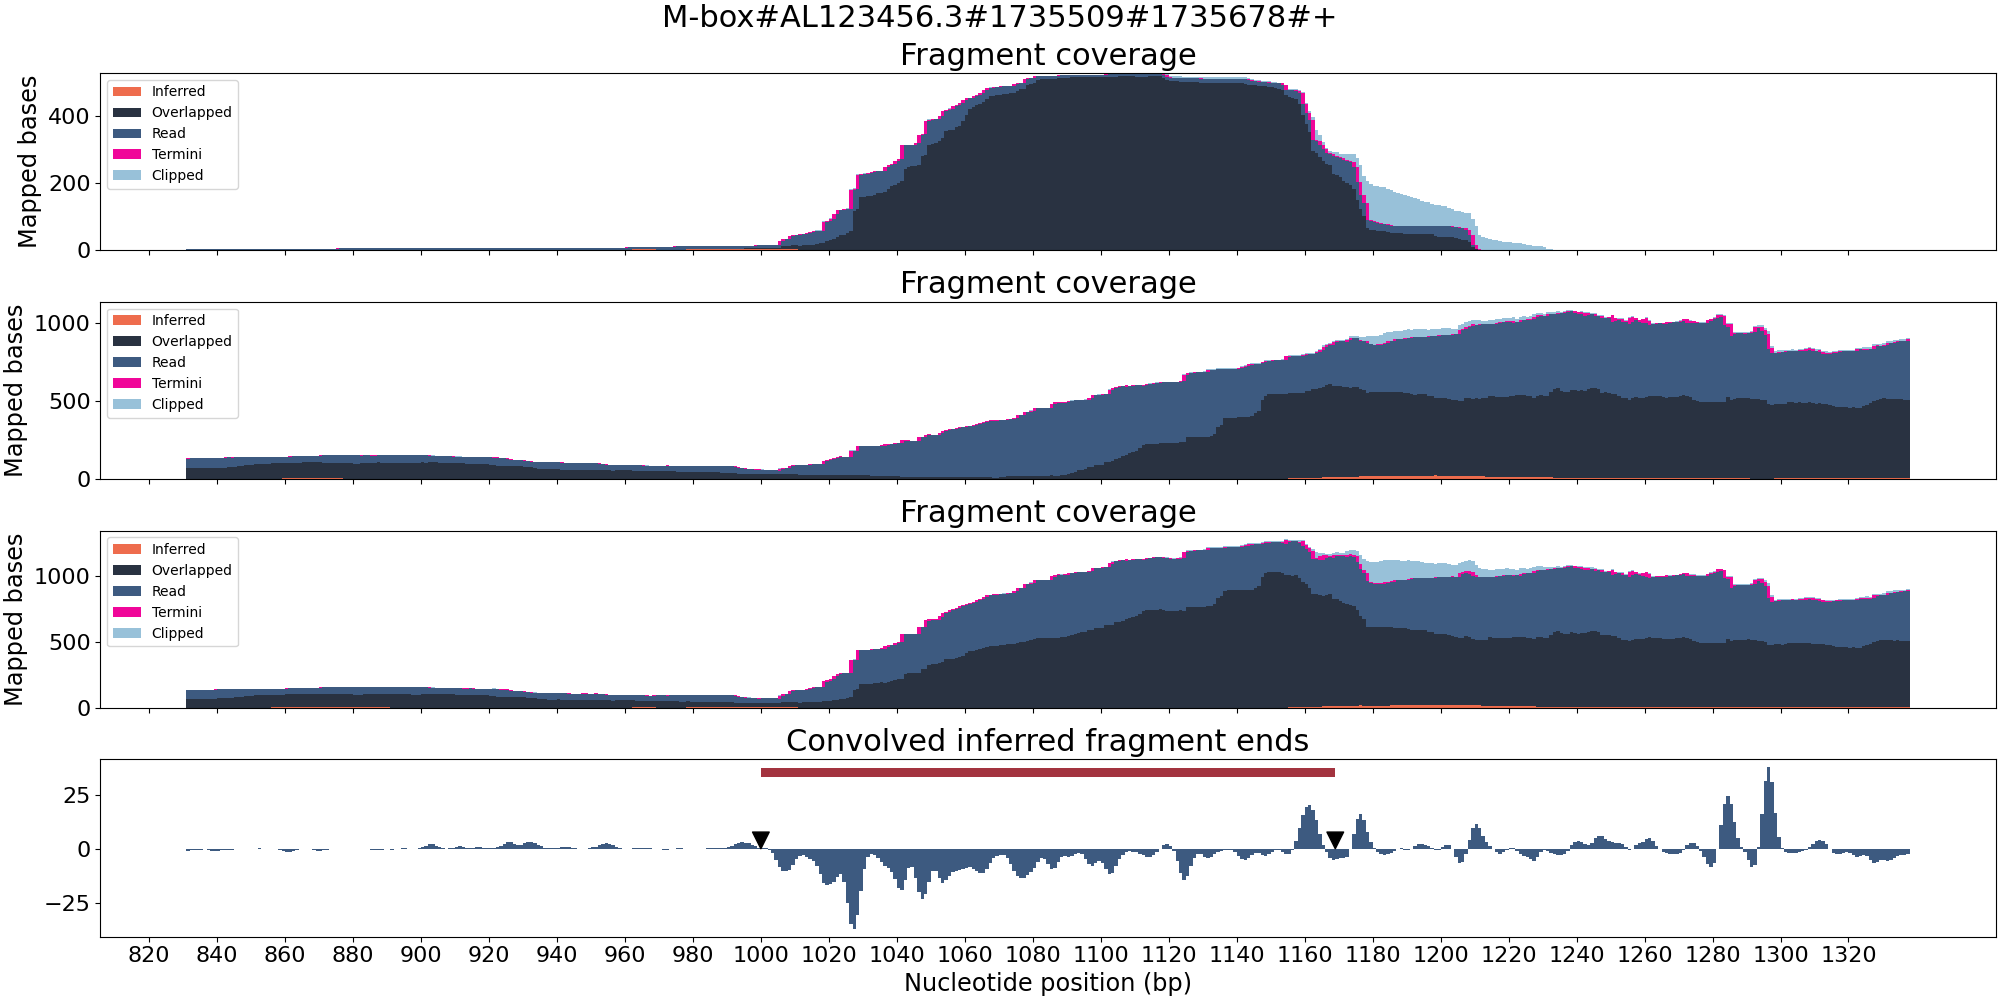 M-box#AL123456.3#1735509#1735678#+
Fragment coverage
Mapped bases
400
200
0
Inferred
Overlapped
Read
Termini
Clipped
Fragment coverage
Mapped bases
1000
500
0
Inferred
Overlapped
Read
Termini
Clipped
Fragment coverage
Mapped bases
1000
500
0
Inferred
Overlapped
Read
Termini
Clipped
Convolved inferred fragment ends
25
0
−25
820 840 860 880 900 920 940 960 980 1000 1020 1040 1060 1080 1100 1120 1140 1160 1180 1200 1220 1240 1260 1280 1300 1320
Nucleotide position (bp)